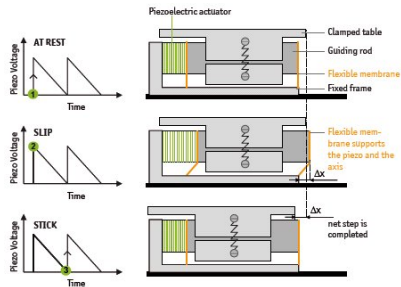 Piezoelectric actuator
Piezo Voltage
AT REST
1
Time
Clamped table
Guiding rod
Flexible membrane
Fixed frame
Piezo Voltage
SLIP
2
Time
Flexible mem-
brane supports
the piezo and the
axis
Δx
Piezo Voltage
STICK
3
Time
Δx
net step is
completed